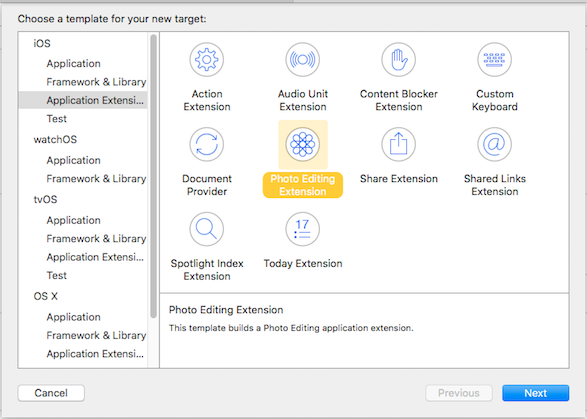 Choose a template for your new target:
iOS
Application
Framework & Library
Application Extensi...
Test
watchOS
Application
Framework & Library
tvOS
Application
Framework & Library
Application Extensi...
Test
OS X
Application
Framework & Library
Application Extensi...
Action
Extension
Audio Unit
Extension
Content Blocker
Extension
Custom
Keyboard
Document
Provider
Photo Editing
Extension
Share Extension
@
Shared Links
Extension
Spotlight Index
Extension
17
Today Extension
Photo Editing Extension
This template builds a Photo Editing application extension.
Cancel
Previous
Next